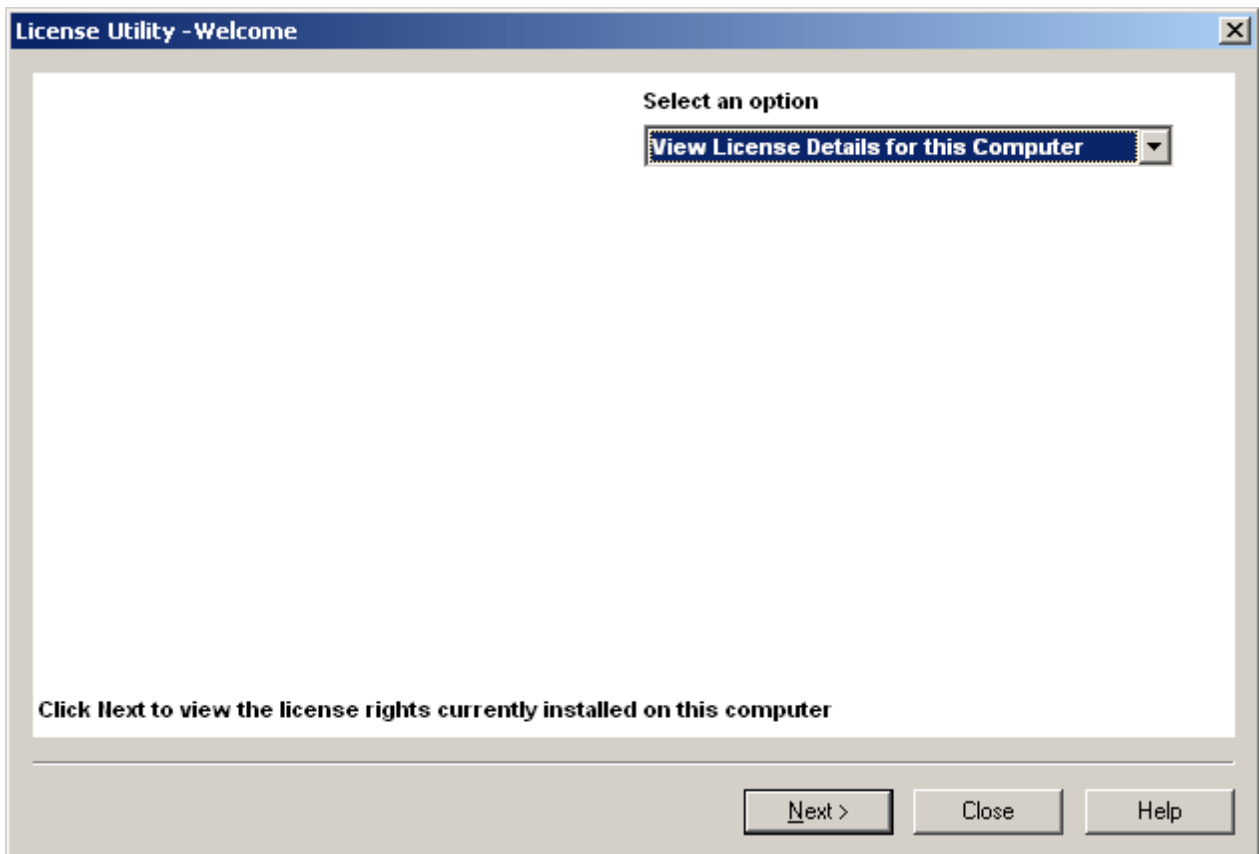 License Utility - Welcome
Select an option
View License Details for this Computer
Click Next to view the license rights currently installed on this computer
Next >
Close
Help